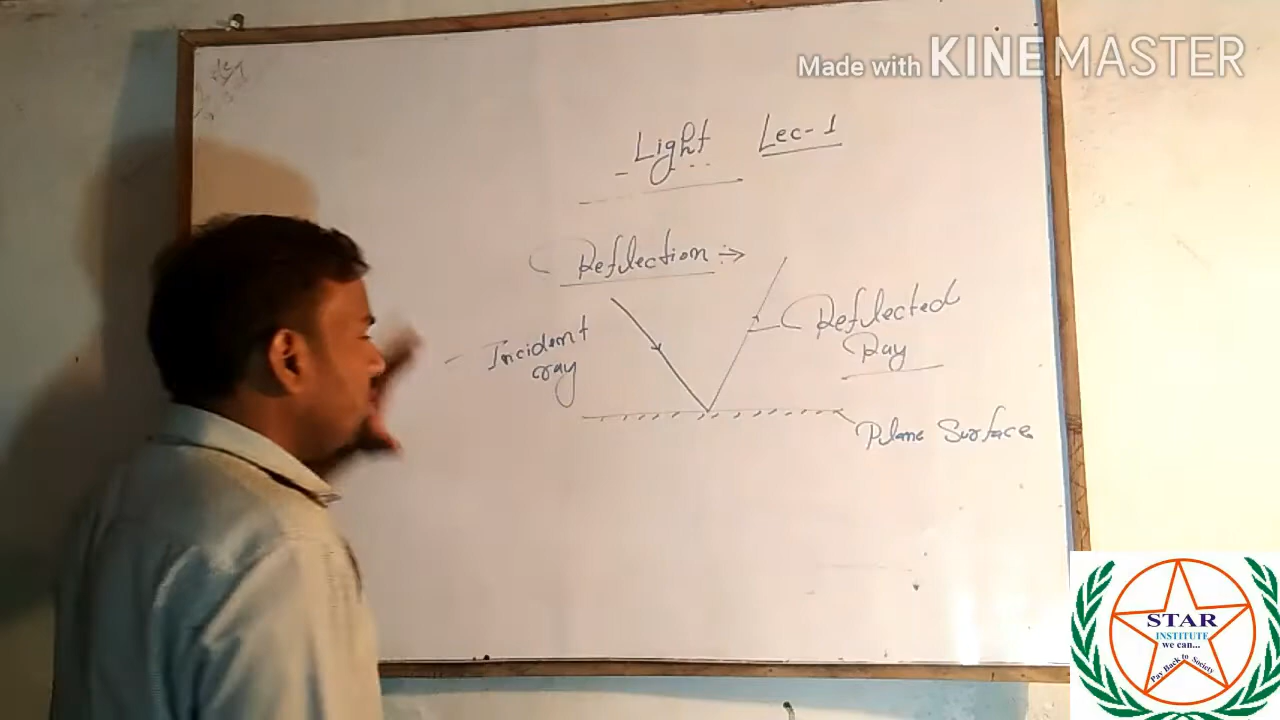 Made with KINEMASTER
Light Lec-1
Reflection
Incident
ray
Reflected
Ray
Plane Surface
STAR
INSTITUTE
we can...
Pay Back to Society